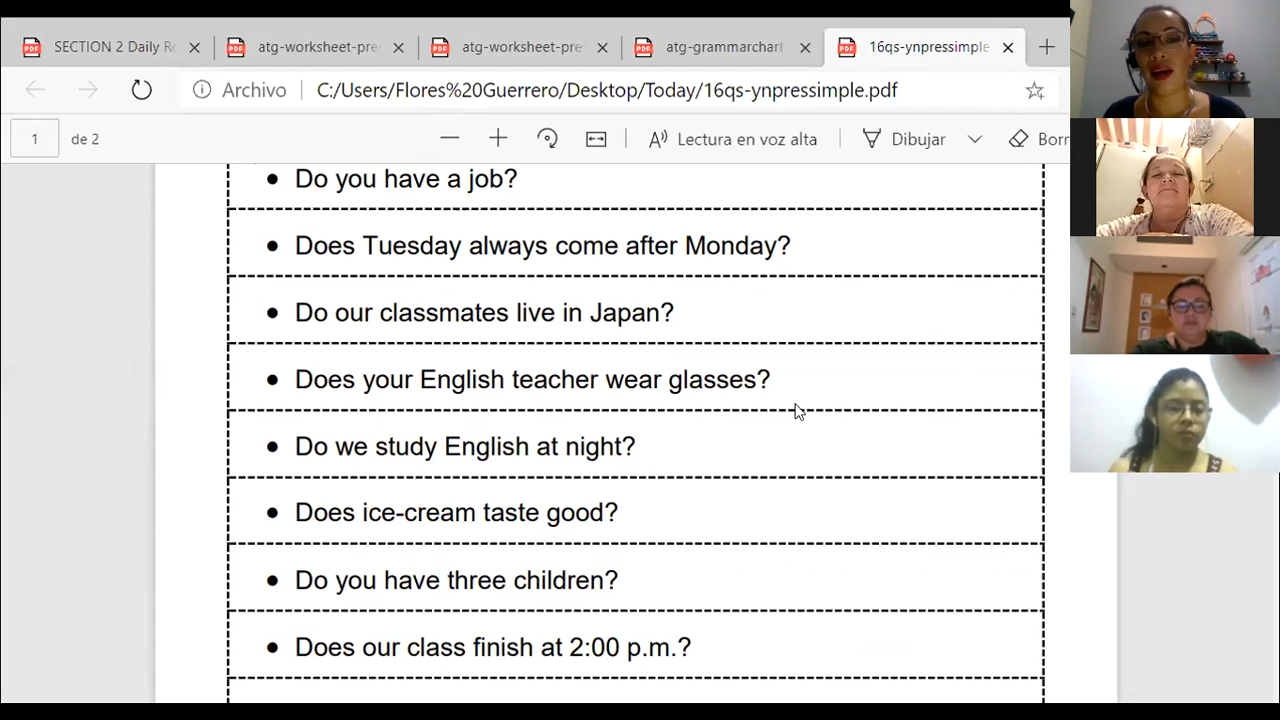 SECTION 2 Daily Ro
atg-worksheet-pre
atg-worksheet-pre
atg-grammarchart
16qs-ynpressimple
Archivo
C:/Users/Flores%20Guerrero/Desktop/Today/16qs-ynpressimple.pdf
1
de 2
Lectura en voz alta
Dibujar
Borr
• Do you have a job?
• Does Tuesday always come after Monday?
• Do our classmates live in Japan?
• Does your English teacher wear glasses?
• Do we study English at night?
• Does ice-cream taste good?
• Do you have three children?
• Does our class finish at 2:00 p.m.?